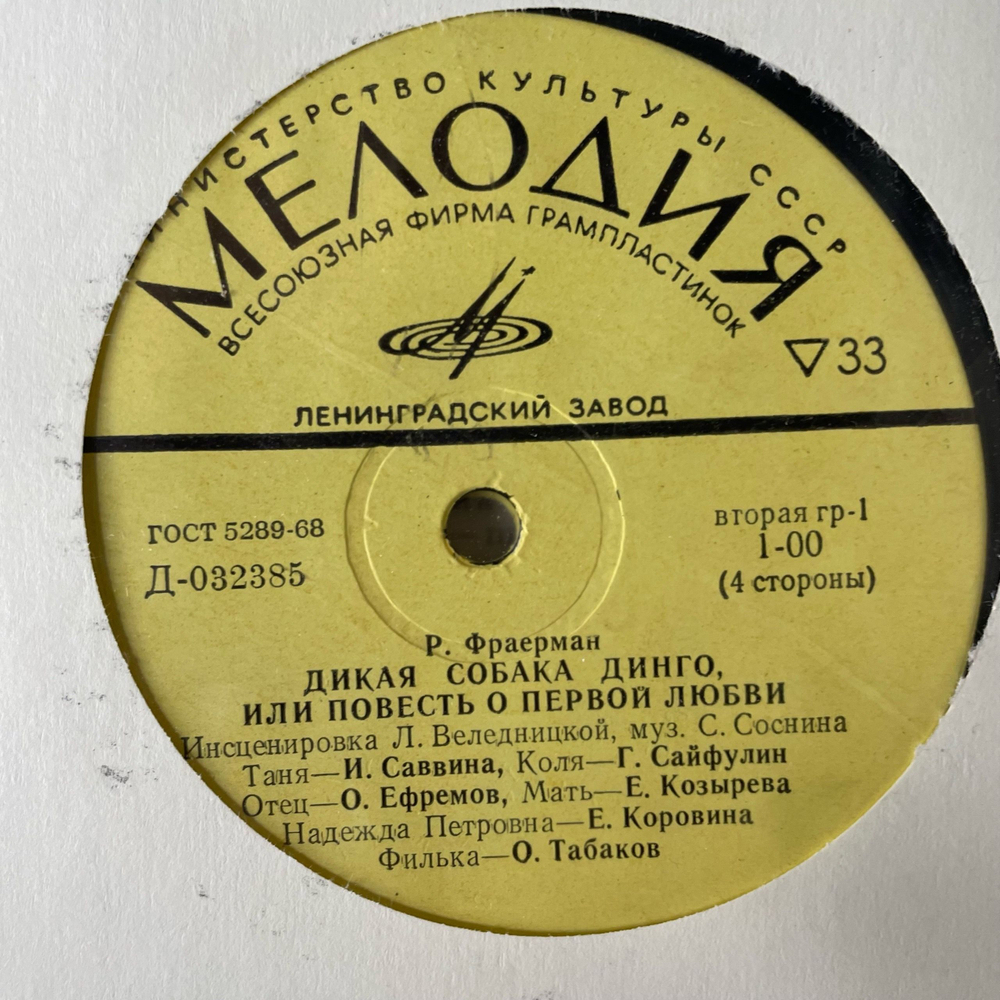 МИНИСТЕРСТВО КУЛЬТУРЫ СССР
МЕЛОДИЯ
ВСЕСОЮЗНАЯ ФИРМА ГРАМПЛАСТИНОК
▽33
ЛЕНИНГРАДСКИЙ ЗАВОД
ГОСТ 5289-68
Д-032385
вторая гр-1
1-00
(4 стороны)
Р. Фраерман
ДИКАЯ СОБАКА ДИНГО,
ИЛИ ПОВЕСТЬ О ПЕРВОЙ ЛЮБВИ
Инсценировка Л. Веледницкой, муз. С. Соснина
Таня—И. Саввина, Коля—Г. Сайфулин
Отец—О. Ефремов, Мать—Е. Козырева
Надежда Петровна—Е. Коровина
Филька—О. Табаков